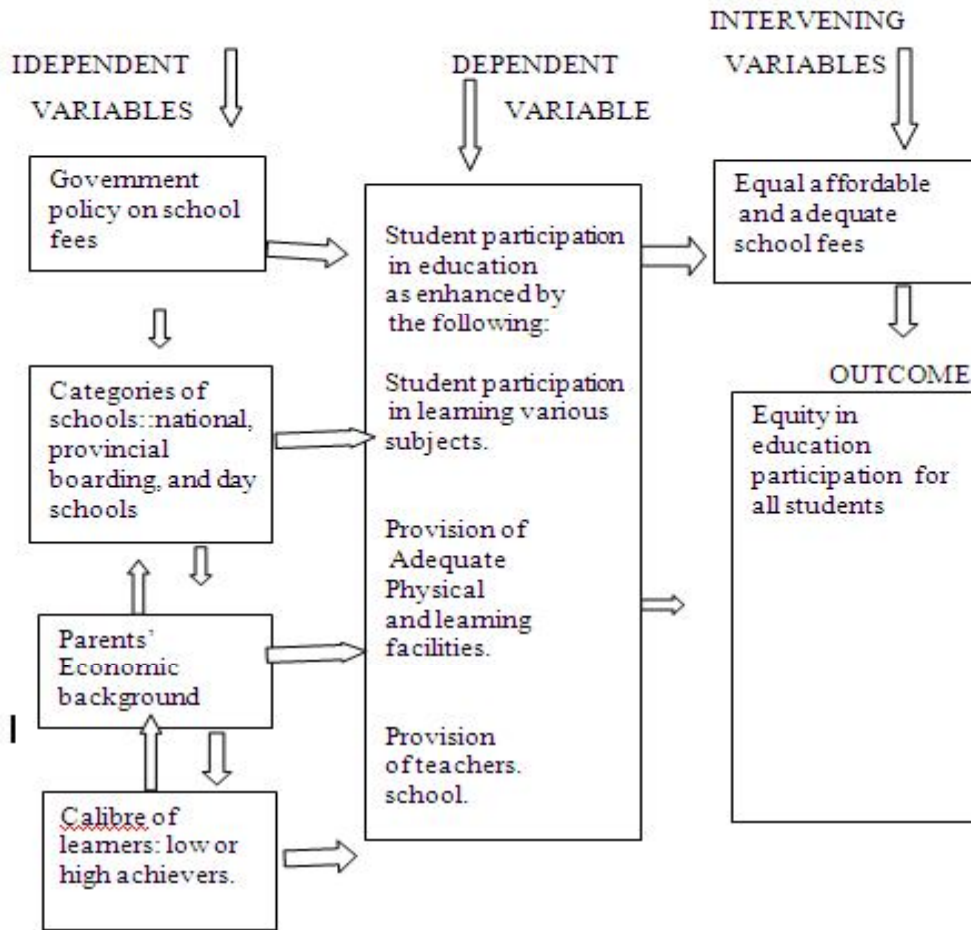 IDEPENDENT
VARIABLES
Government
policy on school
fees
Categories of
schools::national,
provincial
boarding, and day
schools
Parents'
Economic
background
Calibre of
learners: low or
high achievers.
DEPENDENT
VARIABLE
Student participation
in education
as enhanced by
the following:
Student participation
in learning various
subjects.
Provision of
Adequate
Physical
and learning
facilities.
Provision
of teachers.
school.
INTERVENING
VARIABLES
Equal affordable
and adequate
school fees
OUTCOME
Equity in
education
participation for
all students